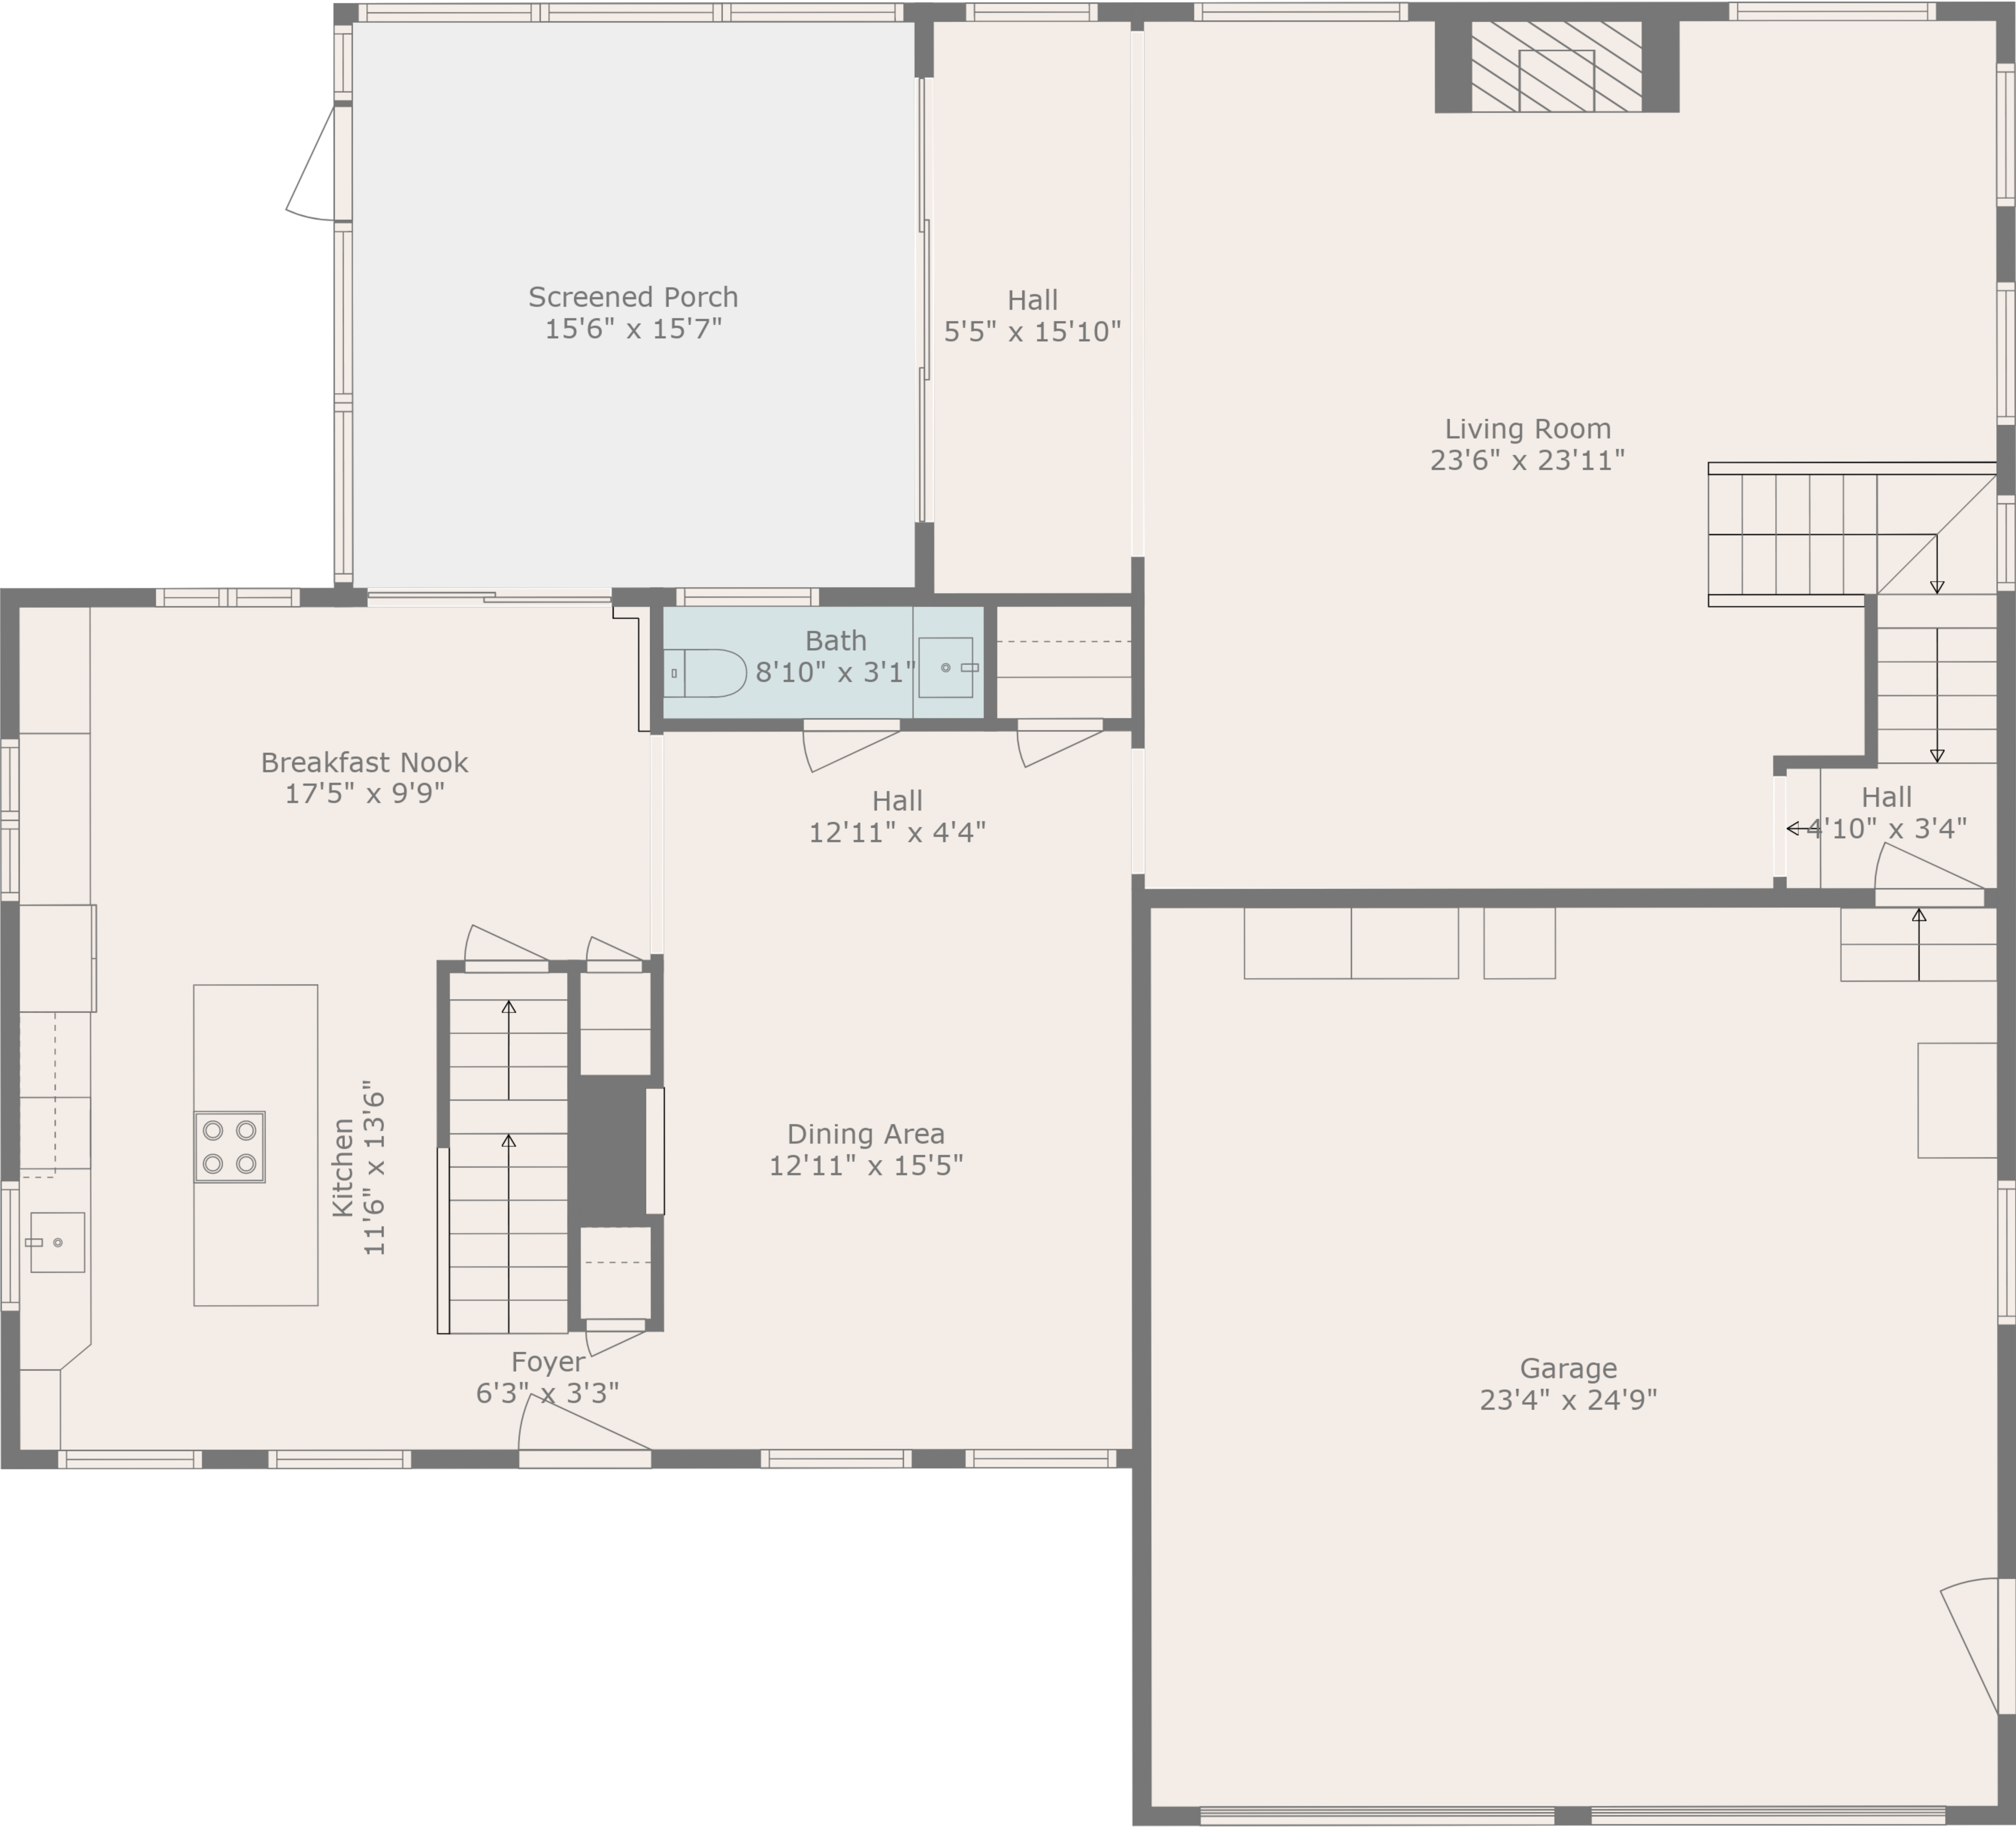 Screened Porch
15'6" x 15'7"
Hall
5'5" x 15'10"
Living Room
23'6" x 23'11"
Bath
8'10" x 3'1"
Breakfast Nook
17'5" x 9'9"
Hall
12'11" x 4'4"
Hall
4'10" x 3'4"
Kitchen
11'6" x 13'6"
Dining Area
12'11" x 15'5"
Foyer
6'3" x 3'3"
Garage
23'4" x 24'9"